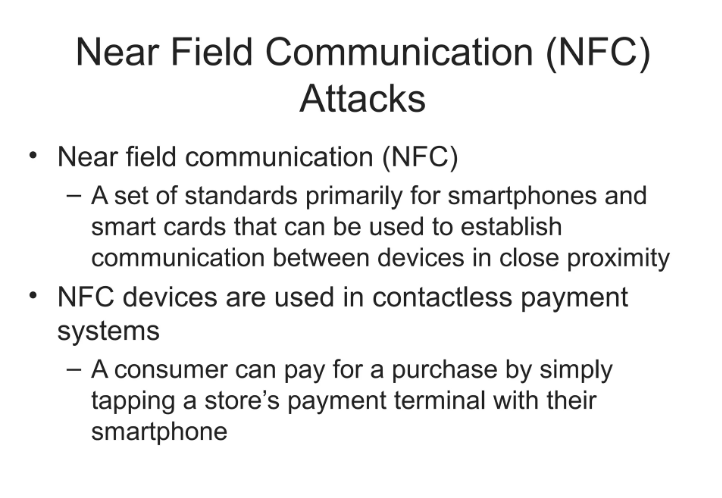 Near Field Communication (NFC)
Attacks
• Near field communication (NFC)
– A set of standards primarily for smartphones and
smart cards that can be used to establish
communication between devices in close proximity
• NFC devices are used in contactless payment
systems
– A consumer can pay for a purchase by simply
tapping a store’s payment terminal with their
smartphone